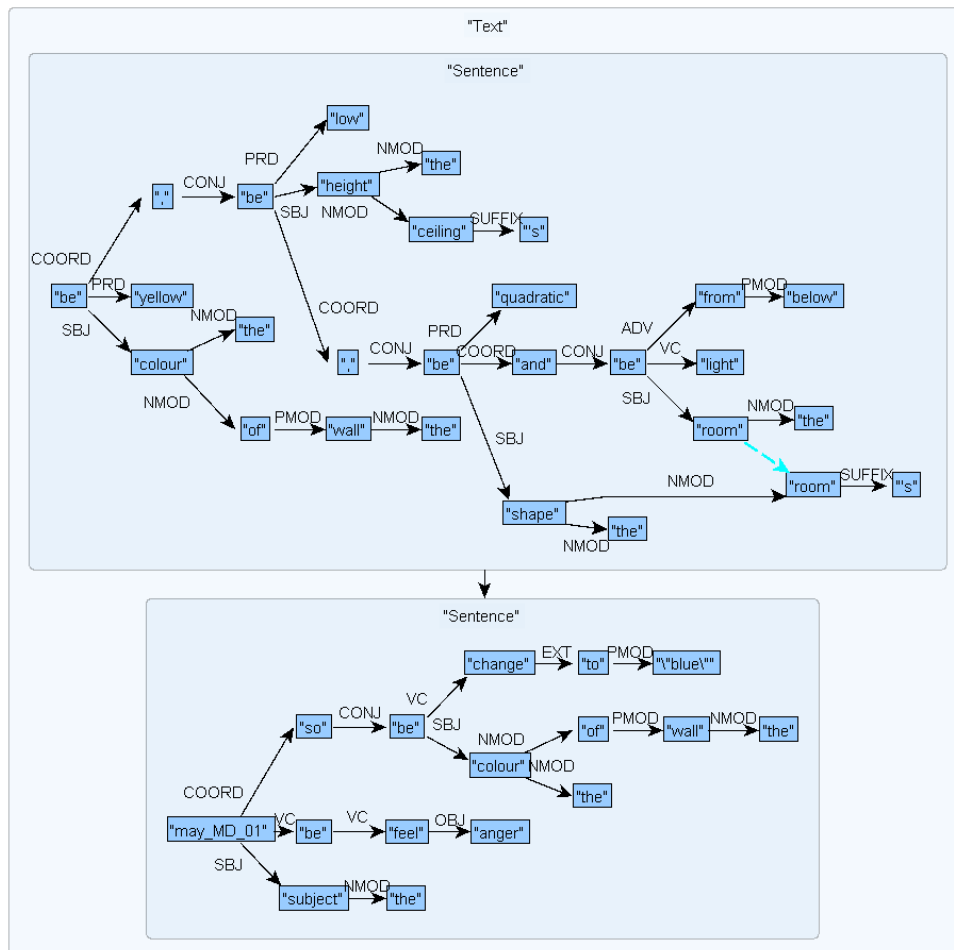 "Text"
"Sentence"
"low"
PRD
NMOD
"the"
","
CONJ
"be"
SBJ
"height"
NMOD
"ceiling"
SUFFIX
"'s"
COORD
"be"
PRD
"yellow"
SBJ
NMOD
"the"
"colour"
NMOD
"of"
PMOD
"wall"
NMOD
"the"
COORD
","
CONJ
"be"
PRD
"quadratic"
COORD
"and"
CONJ
"be"
ADV
"from"
PMOD
"below"
VC
"light"
SBJ
"room"
NMOD
"the"
SBJ
"shape"
NMOD
"room"
SUFFIX
"'s"
"the"
NMOD
"Sentence"
"change"
EXT
"to"
PMOD
"\"blue\""
VC
"so"
CONJ
"be"
SBJ
NMOD
"of"
PMOD
"wall"
NMOD
"the"
"colour"
NMOD
"the"
COORD
"may_MD_01"
VC
"be"
VC
"feel"
OBJ
"anger"
SBJ
"subject"
NMOD
"the"